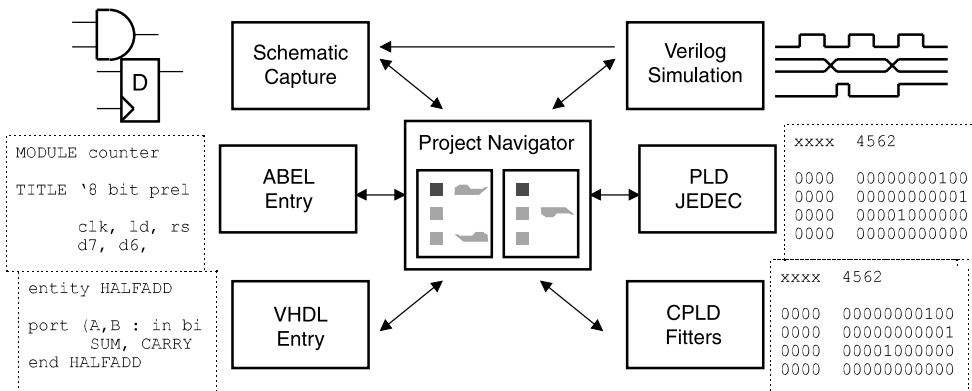 Schematic
Capture
Verilog
Simulation
D
Project Navigator
MODULE counter
TITLE ‘8 bit prel
clk, ld, rs
d7, d6,
ABEL
Entry
PLD
JEDEC
xxxx 4562
0000 00000000100
0000 00000000001
0000 00001000000
0000 00000000000
entity HALFADD
port (A,B : in bi
SUM, CARRY
end HALFADD
VHDL
Entry
CPLD
Fitters
xxxx 4562
0000 00000000100
0000 00000000001
0000 00001000000
0000 00000000000